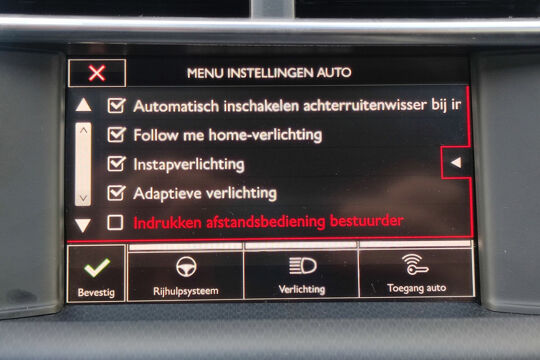 MENU INSTELLINGEN AUTO
Automatisch inschakelen achterruitenwisser bij ir
Follow me home-verlichting
Instapverlichting
Adaptieve verlichting
Indrukken afstandsbediening bestuurder
Bevestig
Rijhulpsysteem
Verlichting
Toegang auto